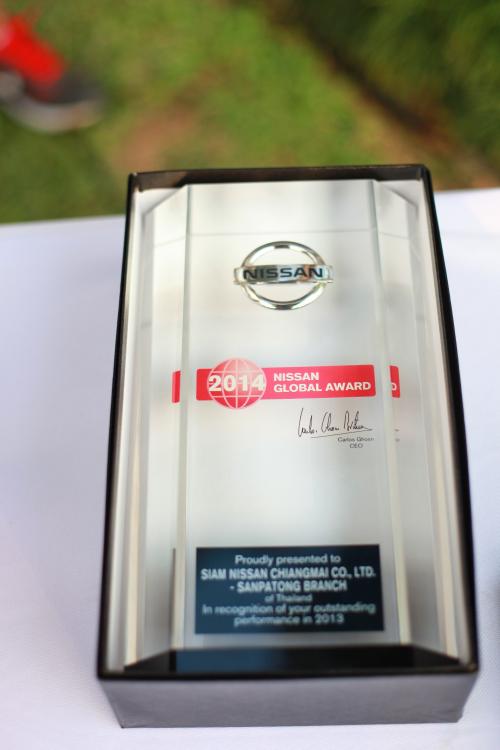 NISSAN
2014 NISSAN
GLOBAL AWARD
Carlos Ghosn
CEO
Proudly presented to
SIAM NISSAN CHIANGMAI CO., LTD.
- SANPATONG BRANCH
of Thailand
In recognition of your outstanding
performance in 2013